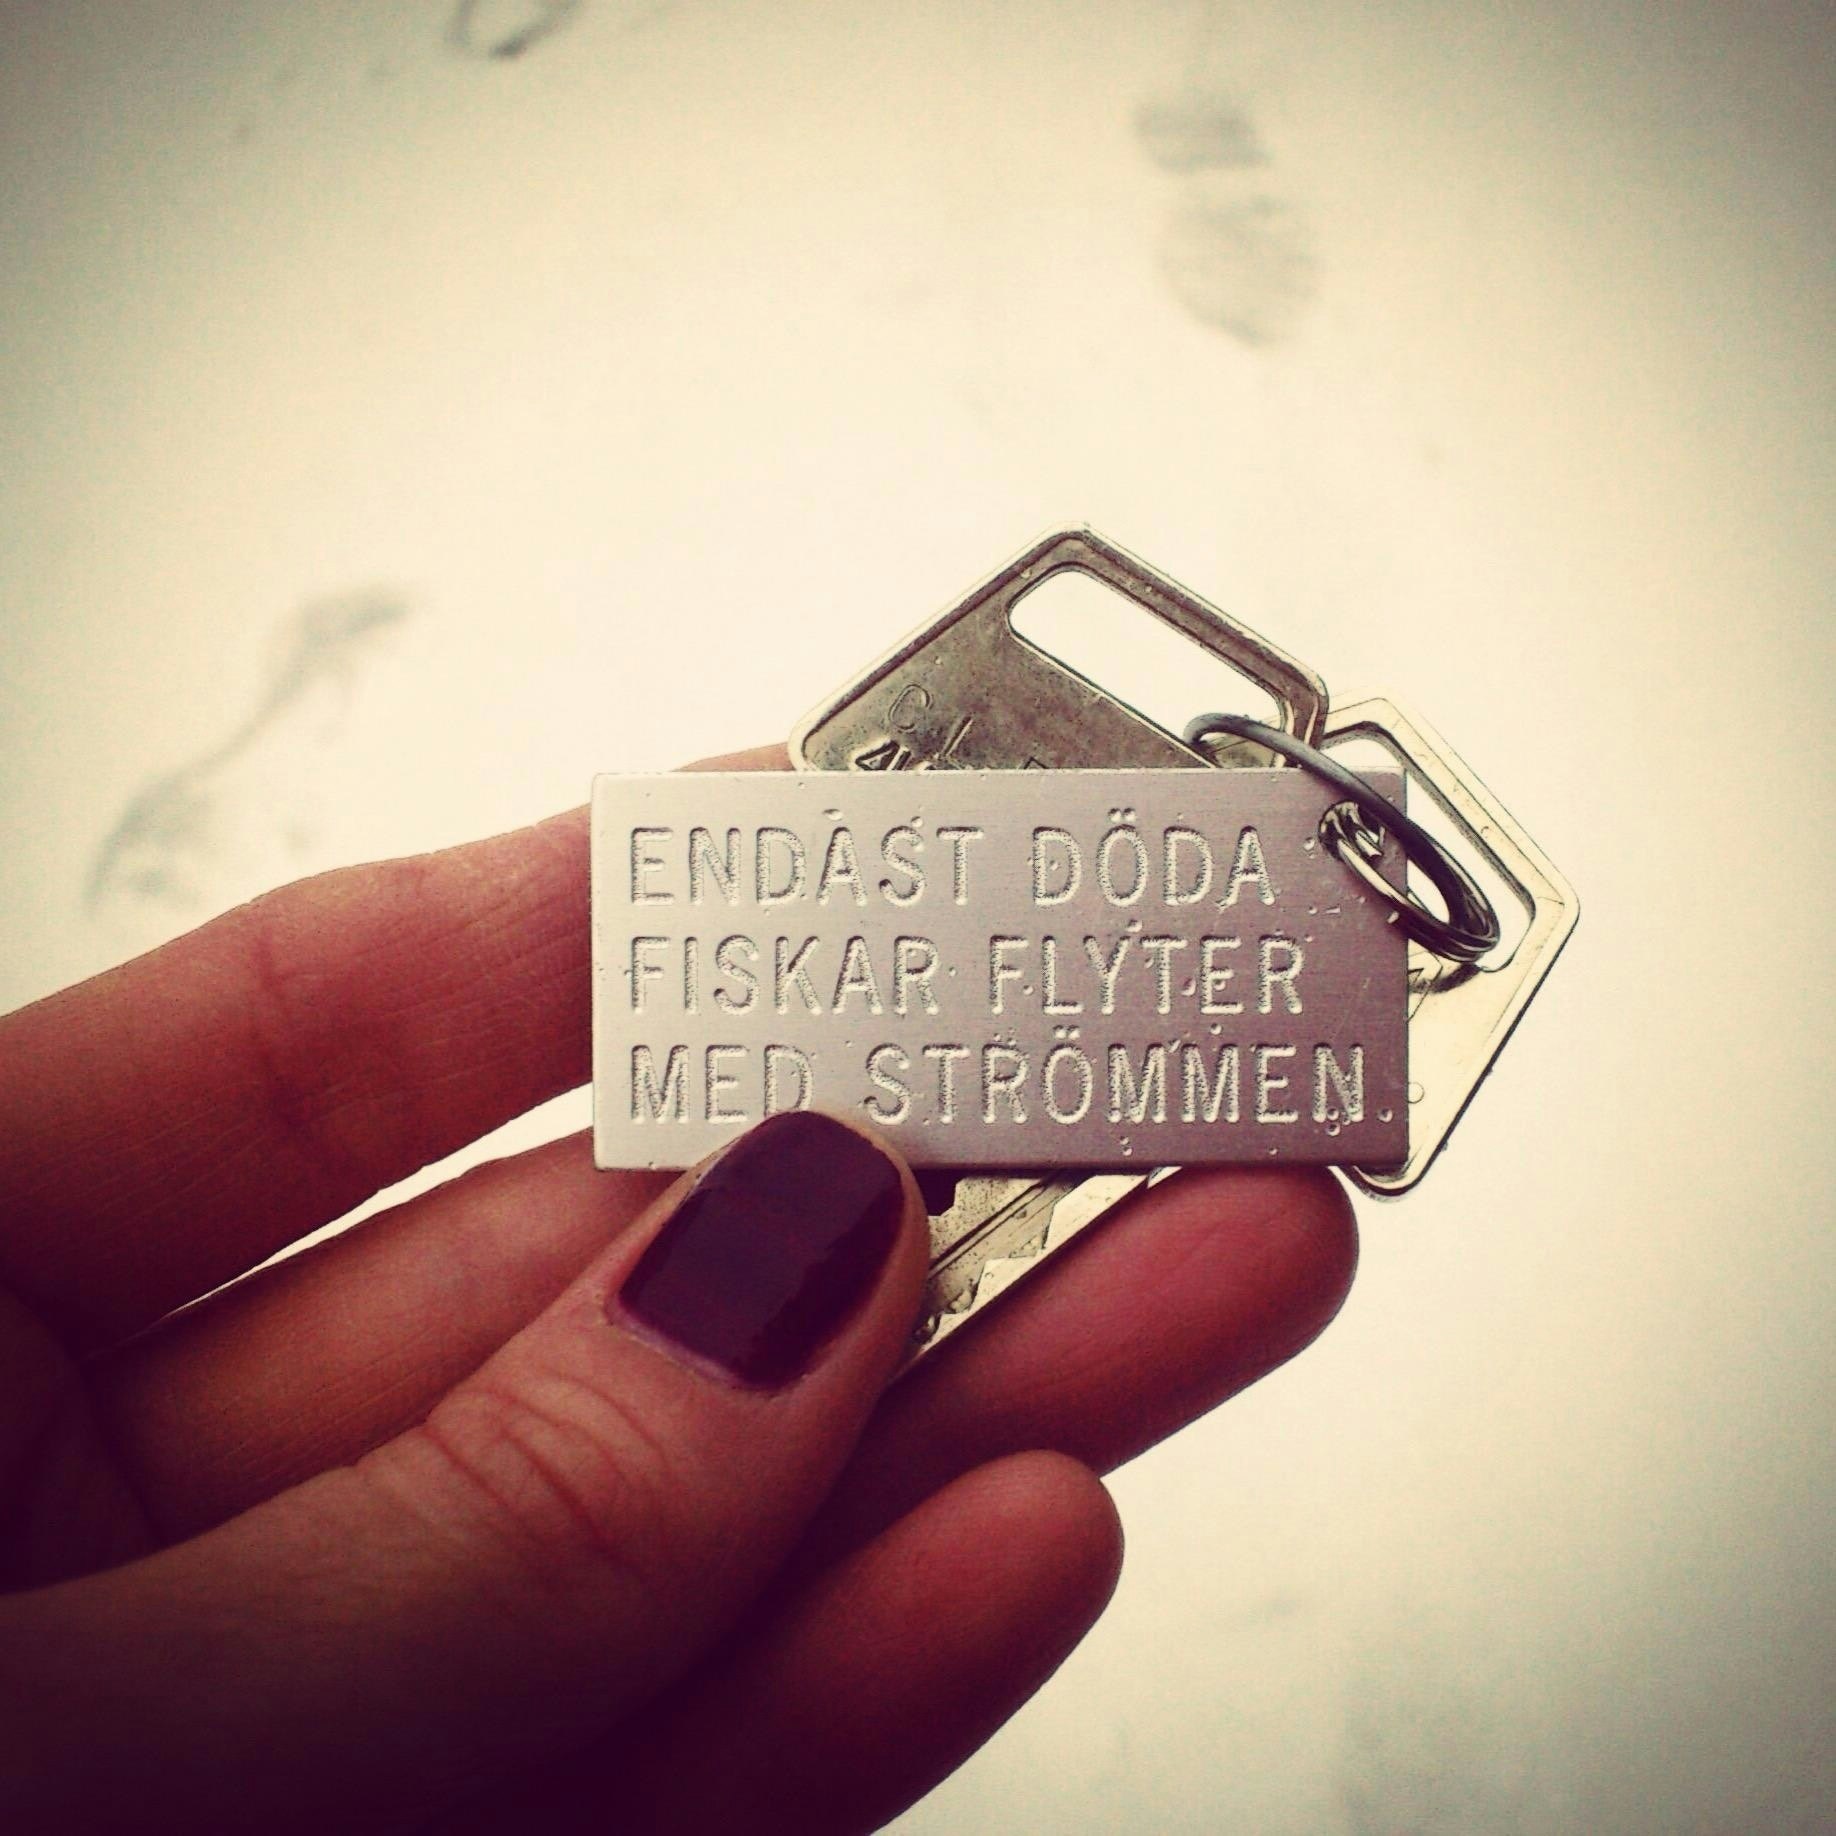 ENDAST DÖDA
FISKAR FLYTER
MED STRÖMMEN.